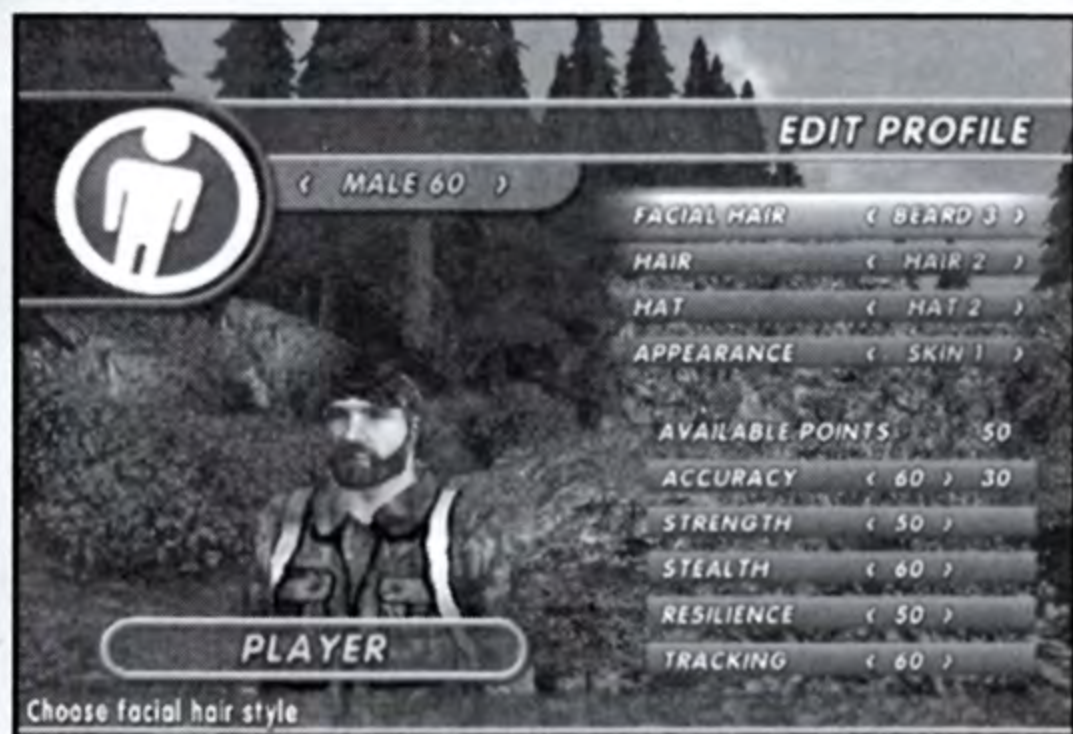 EDIT PROFILE
< MALE 60 >
FACIAL HAIR < BEARD 3 >
HAIR < HAIR 2 >
HAT < HAT 2 >
APPEARANCE < SKIN 1 >
AVAILABLE POINTS 50
ACCURACY < 60 > 30
STRENGTH < 50 >
STEALTH < 60 >
RESILIENCE < 50 >
TRACKING < 60 >
PLAYER
Choose facial hair style